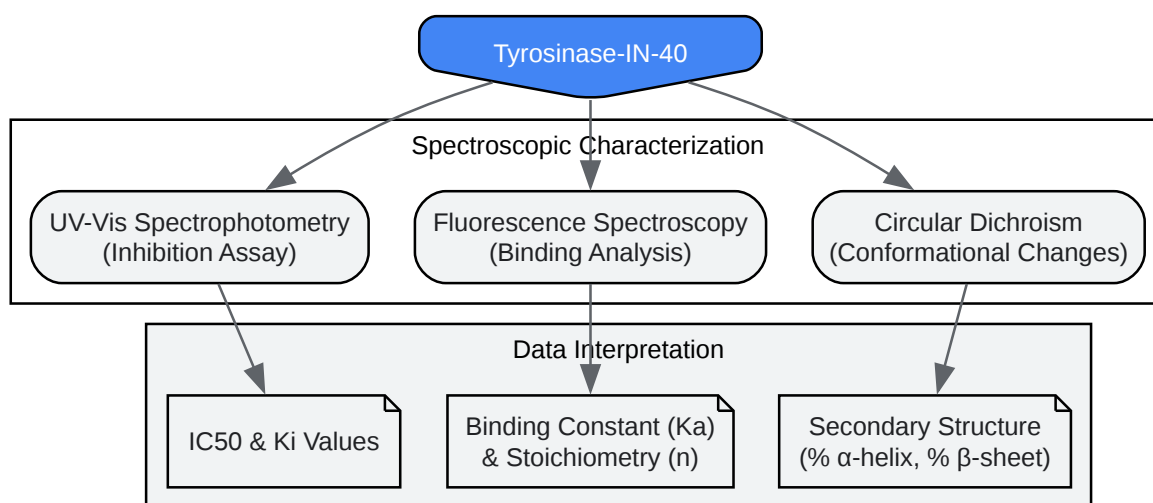 Tyrosinase-IN-40
Spectroscopic Characterization
UV-Vis Spectrophotometry
(Inhibition Assay)
Fluorescence Spectroscopy
(Binding Analysis)
Circular Dichroism
(Conformational Changes)
Data Interpretation
IC50 & Ki Values
Binding Constant (Ka)
& Stoichiometry (n)
Secondary Structure
(% α-helix, % β-sheet)